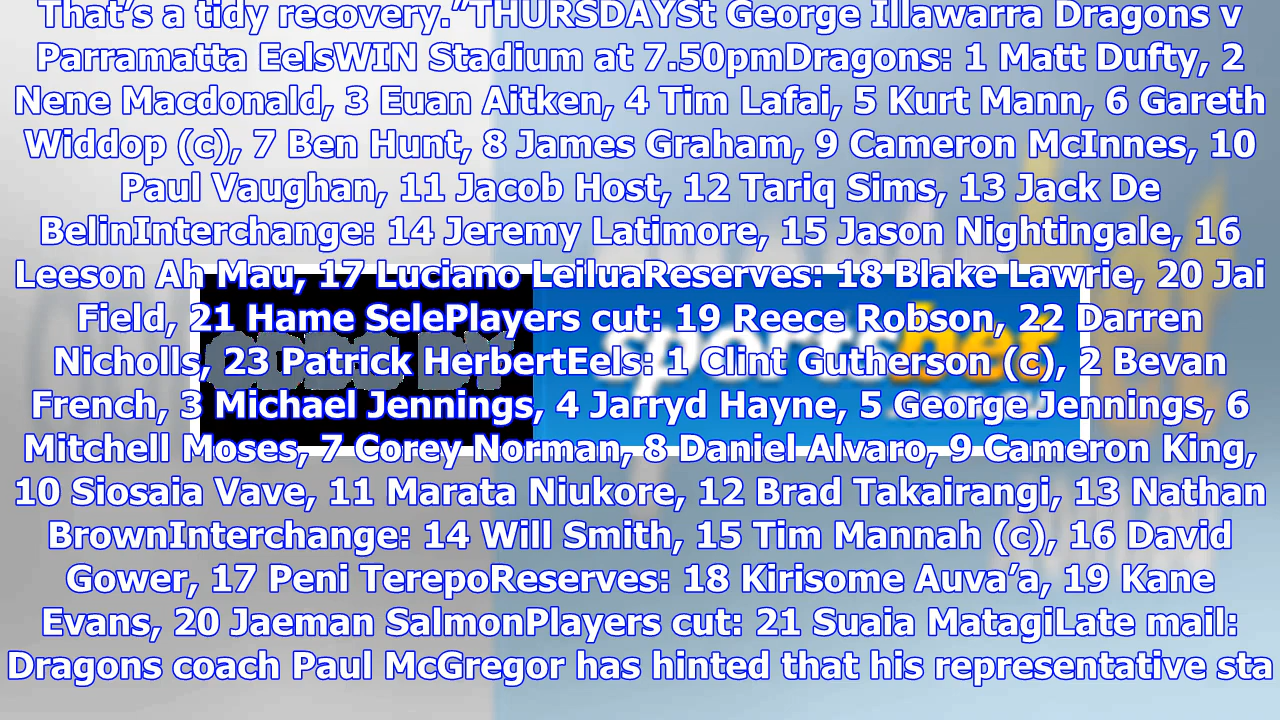 That’s a tidy recovery.”THURSDAYSt George Illawarra Dragons v
Parramatta EelsWIN Stadium at 7.50pmDragons: 1 Matt Dufty, 2
Nene Macdonald, 3 Euan Aitken, 4 Tim Lafai, 5 Kurt Mann, 6 Gareth
Widdop (c), 7 Ben Hunt, 8 James Graham, 9 Cameron McInnes, 10
Paul Vaughan, 11 Jacob Host, 12 Tariq Sims, 13 Jack De
BelinInterchange: 14 Jeremy Latimore, 15 Jason Nightingale, 16
Leeson Ah Mau, 17 Luciano LeiluaReserves: 18 Blake Lawrie, 20 Jai
Field, 21 Hame SelePlayers cut: 19 Reece Robson, 22 Darren
Nicholls, 23 Patrick HerbertEels: 1 Clint Gutherson (c), 2 Bevan
French, 3 Michael Jennings, 4 Jarryd Hayne, 5 George Jennings, 6
Mitchell Moses, 7 Corey Norman, 8 Daniel Alvaro, 9 Cameron King,
10 Siosaia Vave, 11 Marata Niukore, 12 Brad Takairangi, 13 Nathan
BrownInterchange: 14 Will Smith, 15 Tim Mannah (c), 16 David
Gower, 17 Peni TerepoReserves: 18 Kirisome Auva’a, 19 Kane
Evans, 20 Jaeman SalmonPlayers cut: 21 Suaia MatagiLate mail:
Dragons coach Paul McGregor has hinted that his representative sta
sportsbet